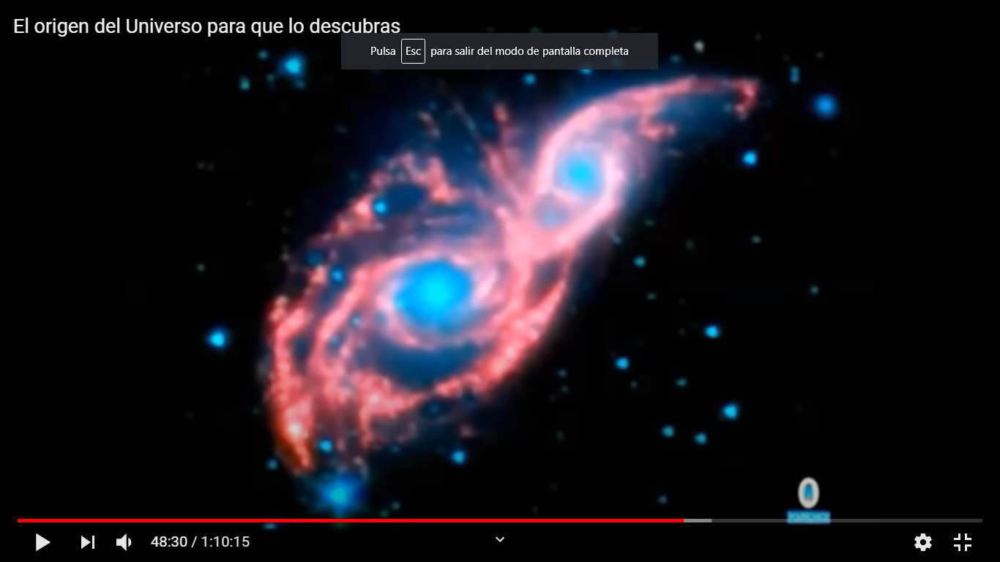 El origen del Universo para que lo descubras
Pulsa Esc para salir del modo de pantalla completa
48:30 / 1:10:15